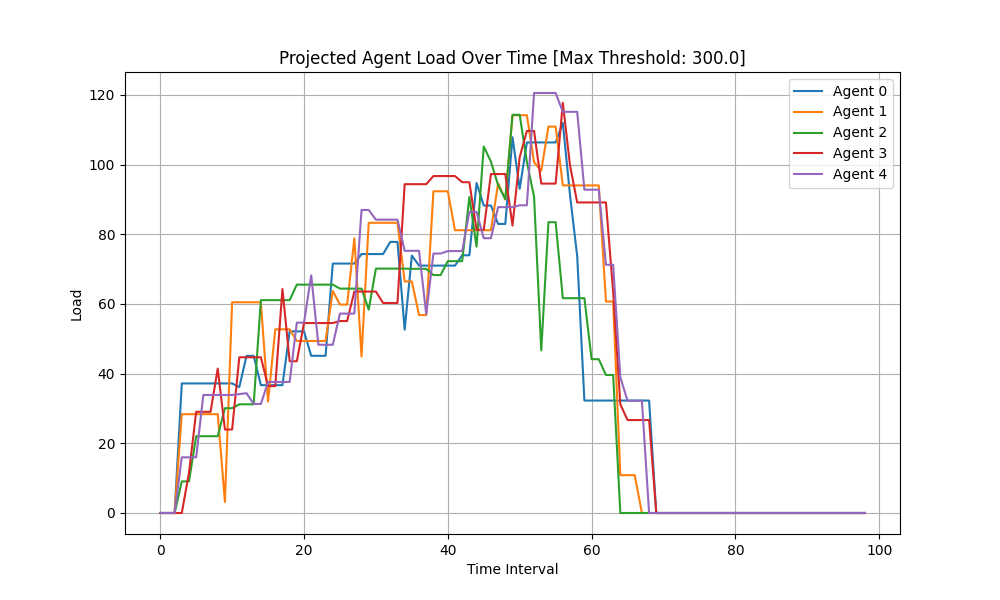 Projected Agent Load Over Time [Max Threshold: 300.0]
Load
120
100
80
60
40
20
0
Agent 0
Agent 1
Agent 2
Agent 3
Agent 4
0 20 40 60 80 100
Time Interval